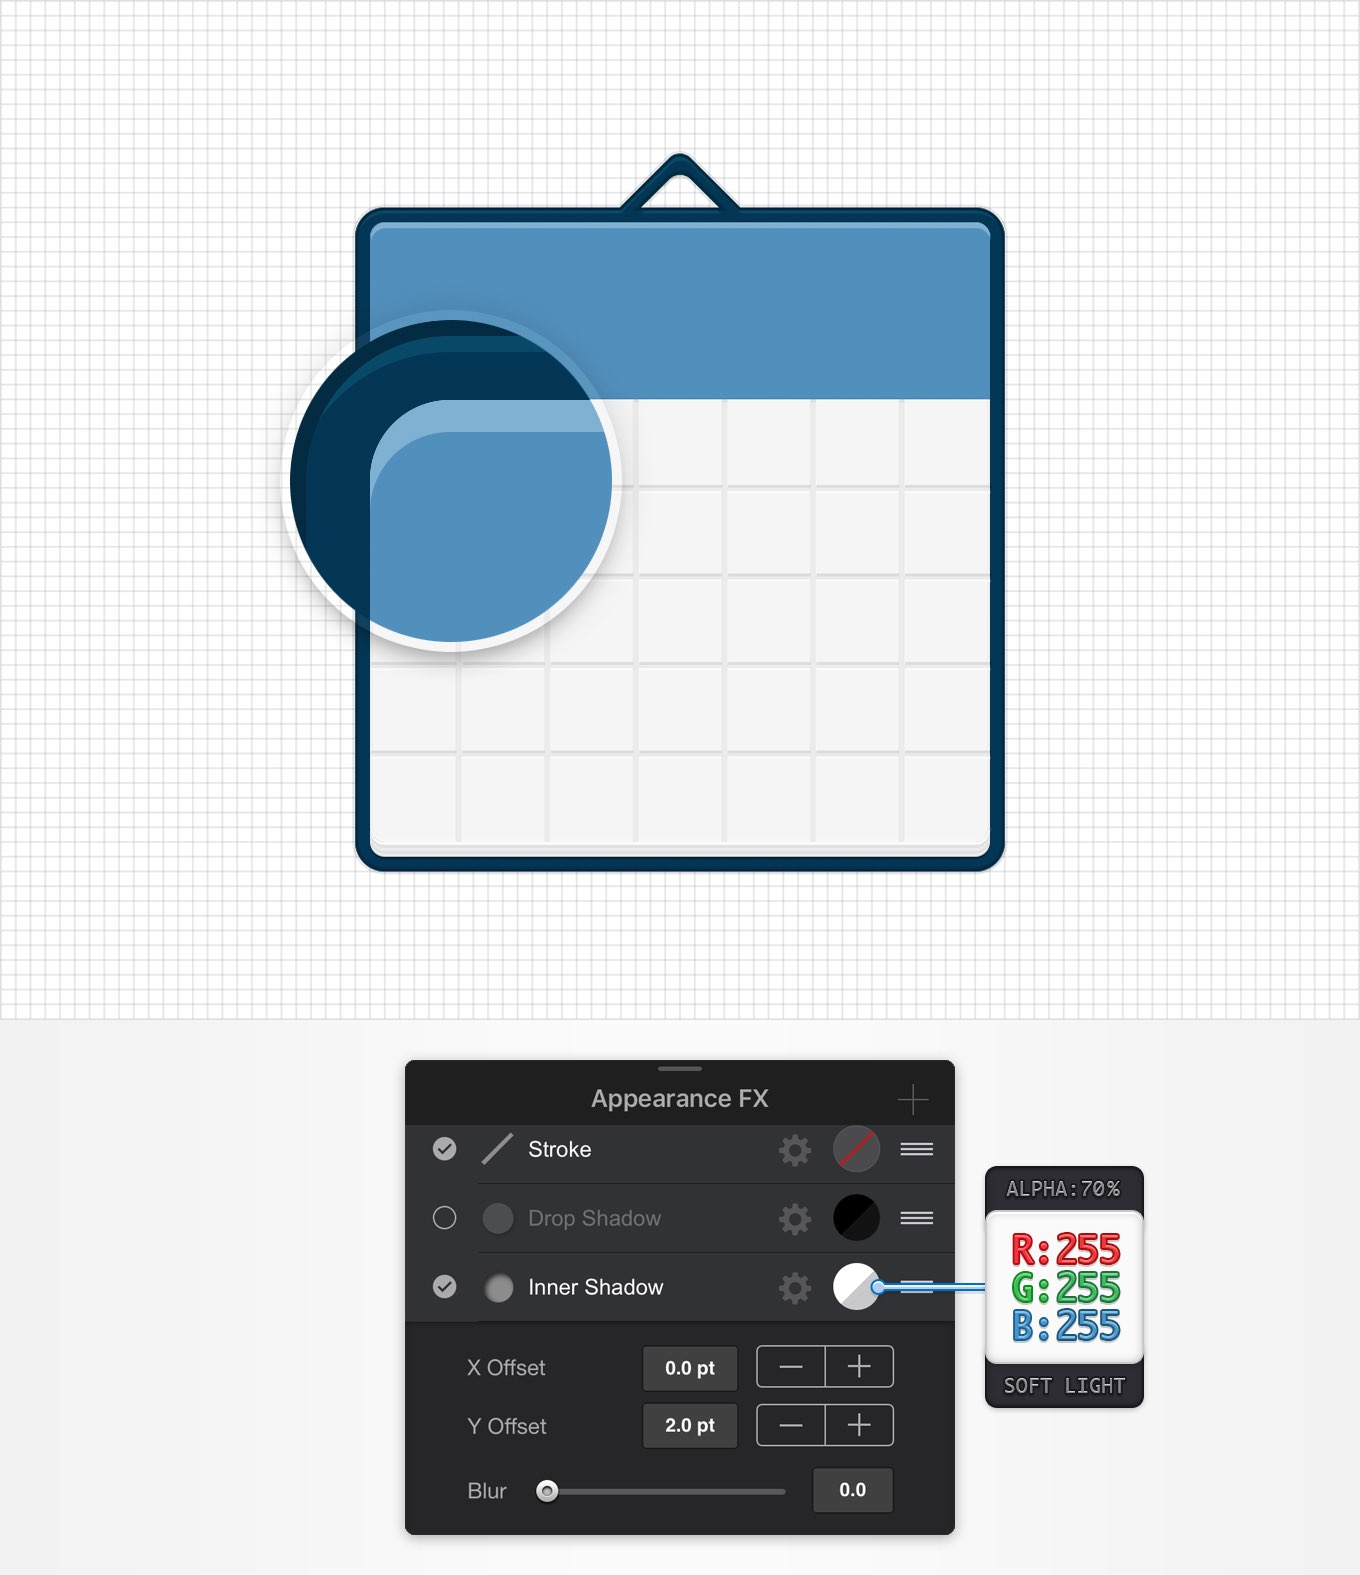 Appearance FX
Stroke
Drop Shadow
Inner Shadow
X Offset 0.0 pt
Y Offset 2.0 pt
Blur 0.0
ALPHA:70%
R:255
G:255
B:255
SOFT LIGHT